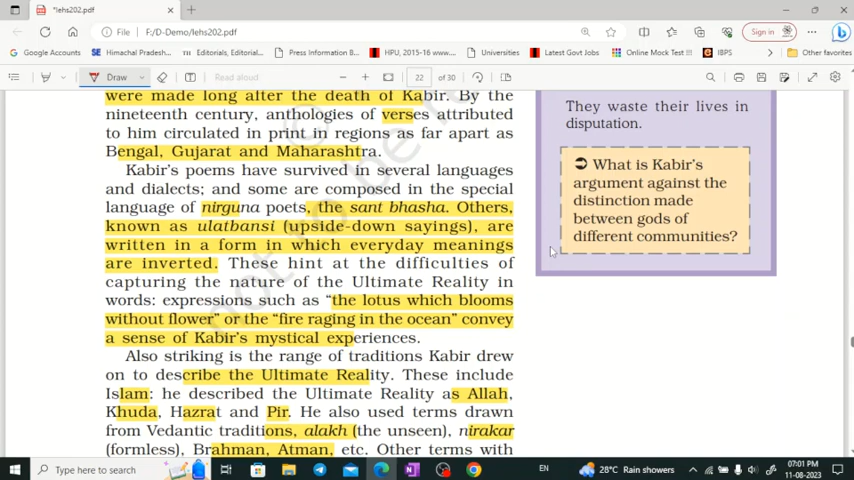 *lehs202.pdf
File
F:/D-Demo/lehs202.pdf
Sign in
Google Accounts
Himachal Pradesh...
Editorials, Editorial...
Press Information B...
HPU, 2015-16 www....
Universities
Latest Govt Jobs
Online Mock Test !!!
IBPS
Other favorites
Draw
Read aloud
22
of 30
were made long after the death of Kabir. By the
nineteenth century, anthologies of verses attributed
to him circulated in print in regions as far apart as
Bengal, Gujarat and Maharashtra.
Kabir's poems have survived in several languages
and dialects; and some are composed in the special
language of nirguna poets, the sant bhasha. Others,
known as ulatbansi (upside-down sayings), are
written in a form in which everyday meanings
are inverted. These hint at the difficulties of
capturing the nature of the Ultimate Reality in
words: expressions such as “the lotus which blooms
without flower” or the “fire raging in the ocean” convey
a sense of Kabir's mystical experiences.
Also striking is the range of traditions Kabir drew
on to describe the Ultimate Reality. These include
Islam: he described the Ultimate Reality as Allah,
Khuda, Hazrat and Pir. He also used terms drawn
from Vedantic traditions, alakh (the unseen), nirakar
(formless), Brahman, Atman, etc. Other terms with
They waste their lives in
disputation.
➲ What is Kabir's
argument against the
distinction made
between gods of
different communities?
Type here to search
EN
28°C Rain showers
07:01 PM
11-08-2023